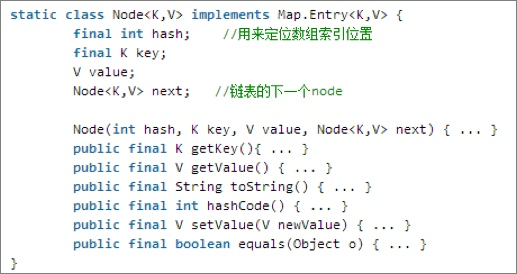 static class Node<K,V> implements Map.Entry<K,V> {
        final int hash;    //用来定位数组索引位置
        final K key;
        V value;
        Node<K,V> next;   //链表的下一个node

        Node(int hash, K key, V value, Node<K,V> next) { ... }
        public final K getKey(){ ... }
        public final V getValue() { ... }
        public final String toString() { ... }
        public final int hashCode() { ... }
        public final V setValue(V newValue) { ... }
        public final boolean equals(Object o) { ... }
}